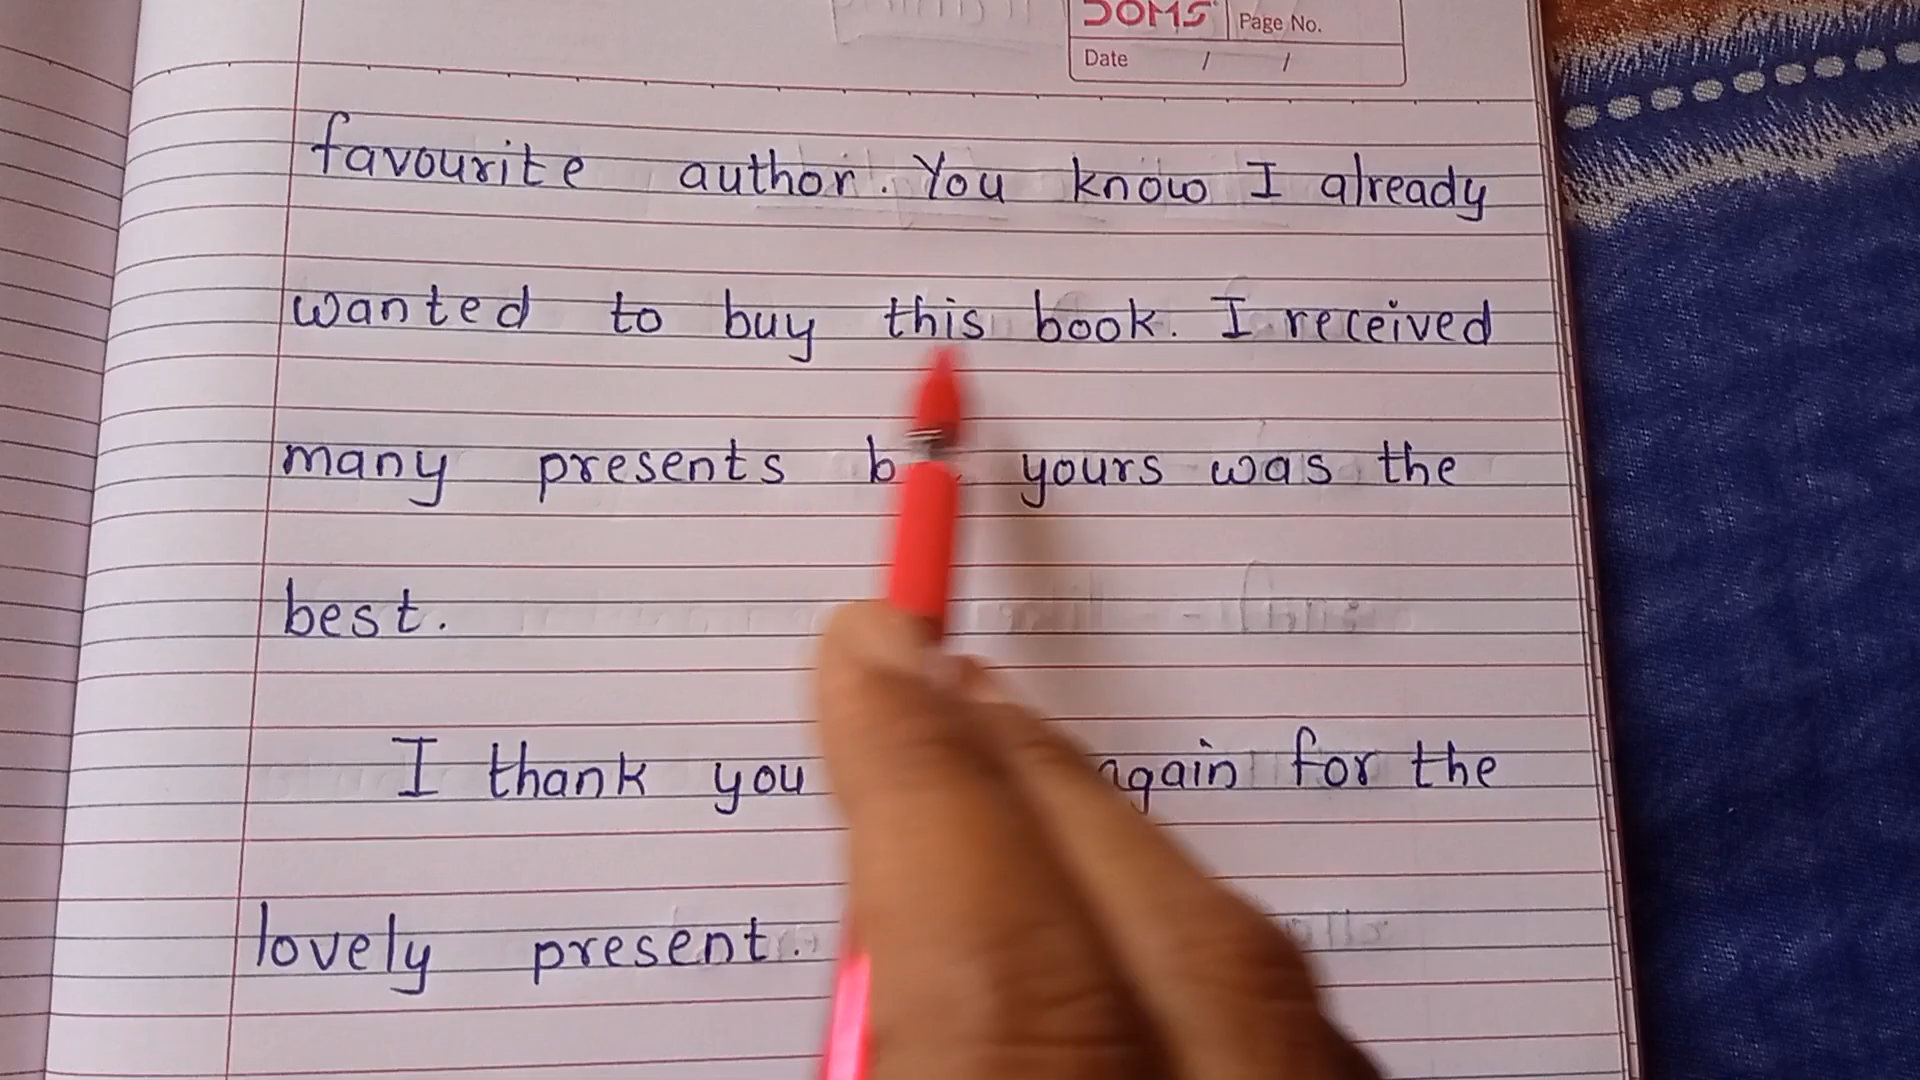 DOMS Page No.
Date / /
favourite author. You know I already
wanted to buy this book. I received
many presents yours was the
best.
I thank you again for the
lovely present.